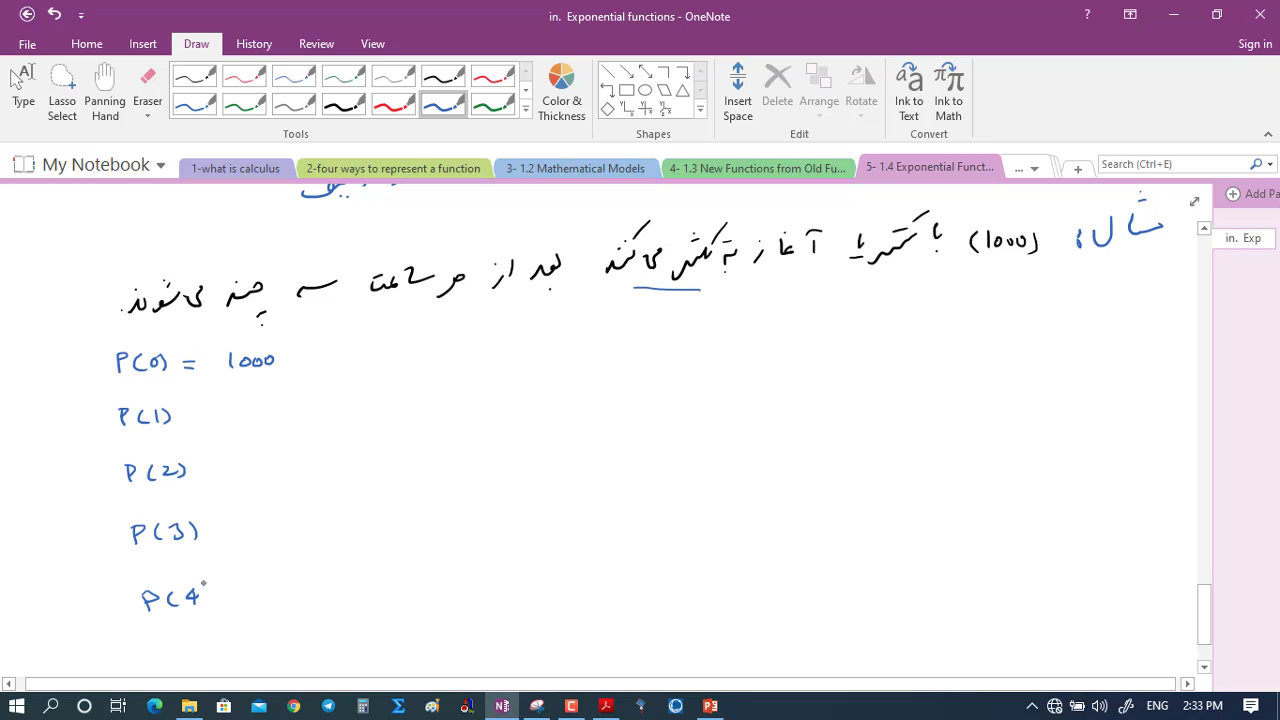 in. Exponential functions - OneNote
File Home Insert Draw History Review View Sign in
Type Lasso Select Panning Hand Eraser Color & Thickness Insert Space Delete Arrange Rotate Ink to Text Ink to Math
Tools Shapes Edit Convert
My Notebook 1-what is calculus 2-four ways to represent a function 3- 1.2 Mathematical Models 4- 1.3 New Functions from Old Fu... 5- 1.4 Exponential Funct... ... Search (Ctrl+E)
Add Pa
in. Exp
مثال: (1000) باکتریا آغاز به تکثر می‌کنند بعد از هر ساعت سه
چند می‌شوند.
P(0) = 1000
P(1)
P(2)
P(3)
P(4
ENG 2:33 PM